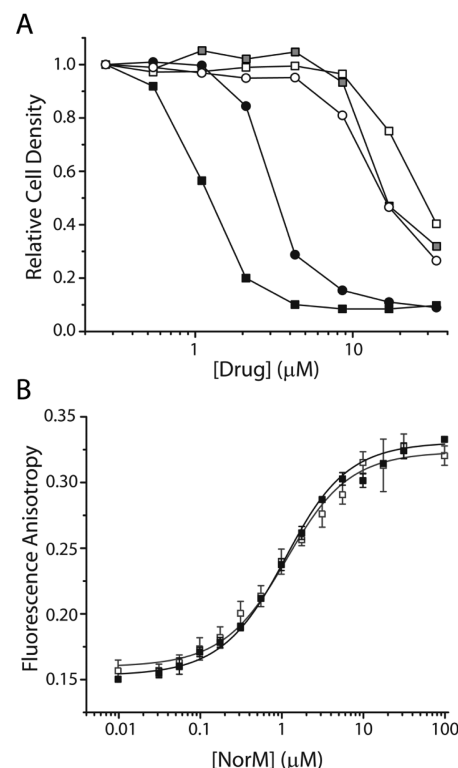 A
1.0
0.8
0.6
0.4
0.2
0.0
Relative Cell Density
1 10
[Drug] (μM)
B
0.35
0.30
0.25
0.20
0.15
Fluorescence Anisotropy
0.01 0.1 1 10 100
[NorM] (μM)